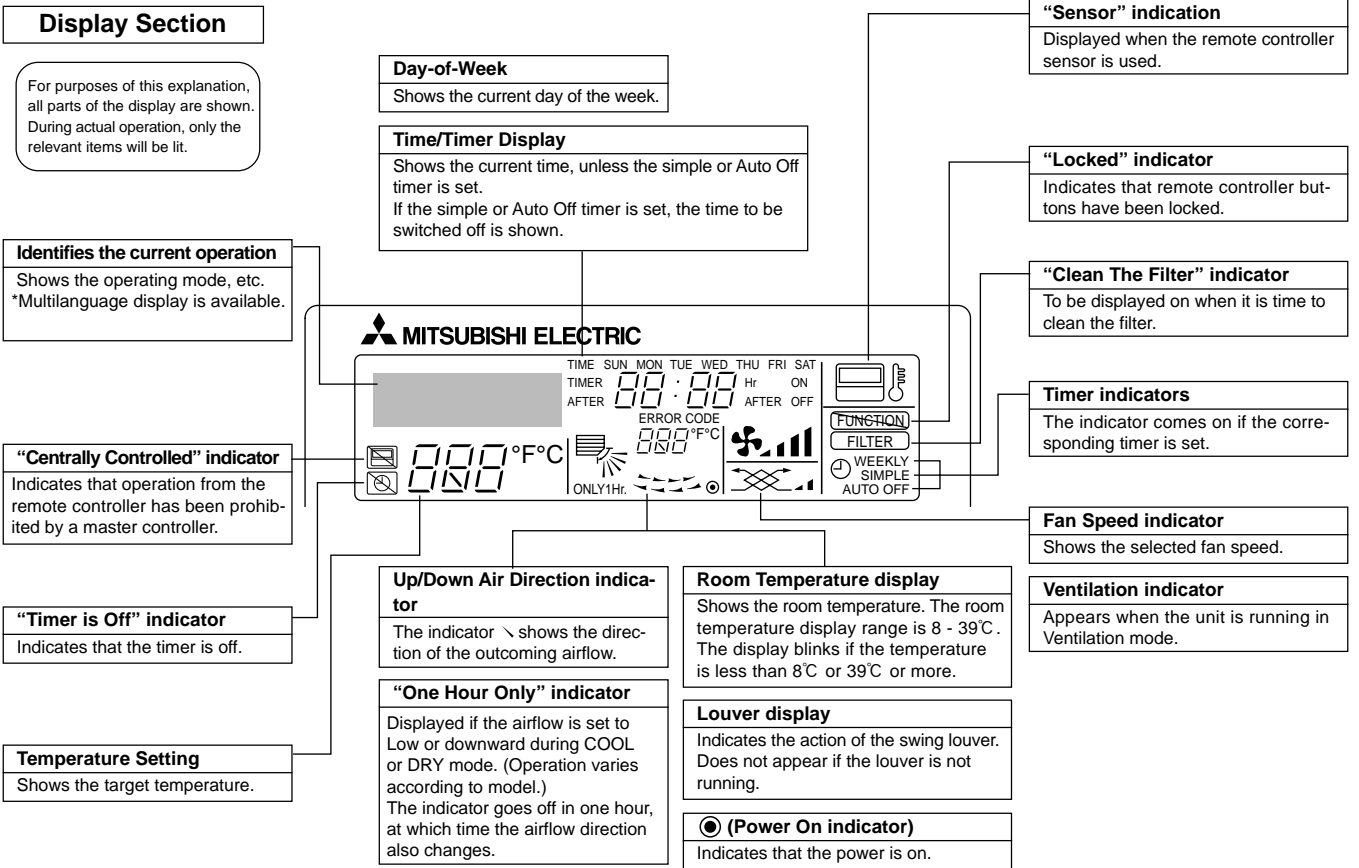 Display Section
For purposes of this explanation,
all parts of the display are shown.
During actual operation, only the
relevant items will be lit.
Day-of-Week
Shows the current day of the week.
Time/Timer Display
Shows the current time, unless the simple or Auto Off
timer is set.
If the simple or Auto Off timer is set, the time to be
switched off is shown.
"Sensor" indication
Displayed when the remote controller
sensor is used.
"Locked" indicator
Indicates that remote controller but-
tons have been locked.
"Clean The Filter" indicator
To be displayed on when it is time to
clean the filter.
Timer indicators
The indicator comes on if the corre-
sponding timer is set.
Fan Speed indicator
Shows the selected fan speed.
Ventilation indicator
Appears when the unit is running in
Ventilation mode.
Identifies the current operation
Shows the operating mode, etc.
*Multilanguage display is available.
"Centrally Controlled" indicator
Indicates that operation from the
remote controller has been prohib-
ited by a master controller.
"Timer is Off" indicator
Indicates that the timer is off.
Temperature Setting
Shows the target temperature.
MITSUBISHI ELECTRIC
TIME SUN MON TUE WED THU FRI SAT
TIMER 88:88 Hr ON
AFTER AFTER OFF
ERROR CODE
888 °F°C
888 °F°C
ONLY1Hr.
FUNCTION
FILTER
WEEKLY
SIMPLE
AUTO OFF
Up/Down Air Direction indica-
tor
The indicator ↘ shows the direc-
tion of the outcoming airflow.
"One Hour Only" indicator
Displayed if the airflow is set to
Low or downward during COOL
or DRY mode. (Operation varies
according to model.)
The indicator goes off in one hour,
at which time the airflow direction
also changes.
Room Temperature display
Shows the room temperature. The room
temperature display range is 8 - 39℃.
The display blinks if the temperature
is less than 8℃ or 39℃ or more.
Louver display
Indicates the action of the swing louver.
Does not appear if the louver is not
running.
◉ (Power On indicator)
Indicates that the power is on.